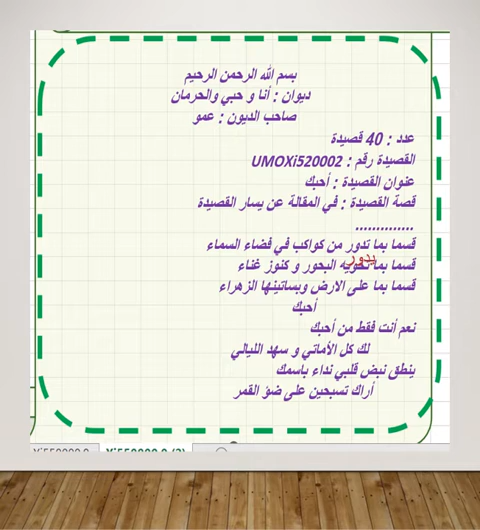 بسم الله الرحمن الرحيم
ديوان : أنا و حبي والحرمان
صاحب الديون : عمو
عدد : 40 قصيدة
القصيدة رقم : UMOXi520002
عنوان القصيدة : أحبك
قصة القصيدة : في المقالة عن يسار القصيدة
..............
قسما بما تدور من كواكب في فضاء السماء
يدور
قسما بما تحويه البحور و كنوز غناء
قسما بما على الارض وبساتينها الزهراء
أحبك
نعم أنت فقط من أحبك
لك كل الأماني و سهد الليالي
ينطق نبض قلبي نداء باسمك
أراك تسبحين على ضؤ القمر